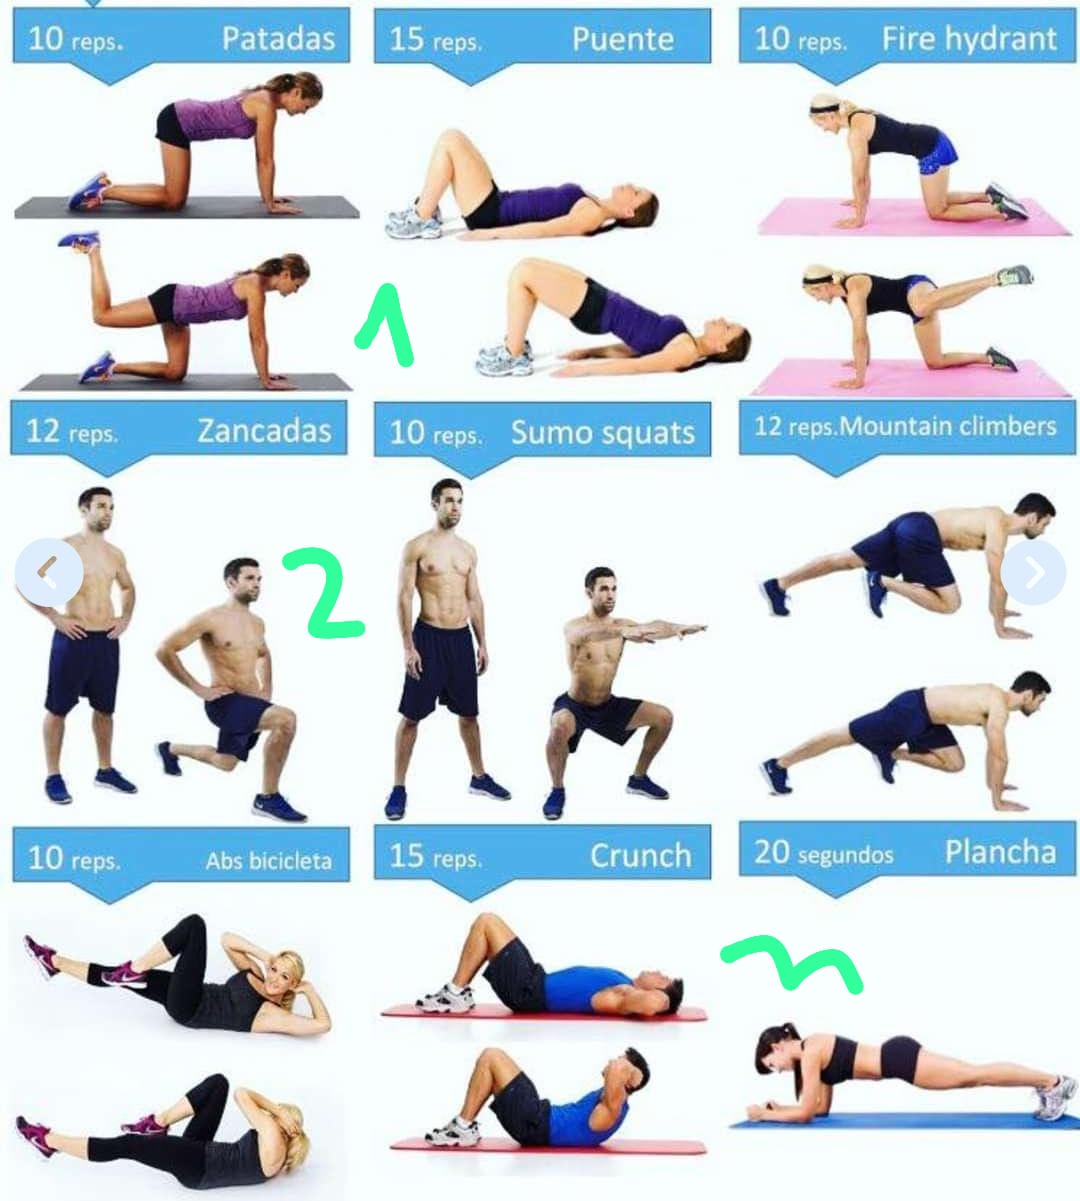 10 reps. Patadas
15 reps. Puente
10 reps. Fire hydrant
1
12 reps. Zancadas
10 reps. Sumo squats
12 reps.Mountain climbers
2
10 reps. Abs bicicleta
15 reps. Crunch
20 segundos Plancha